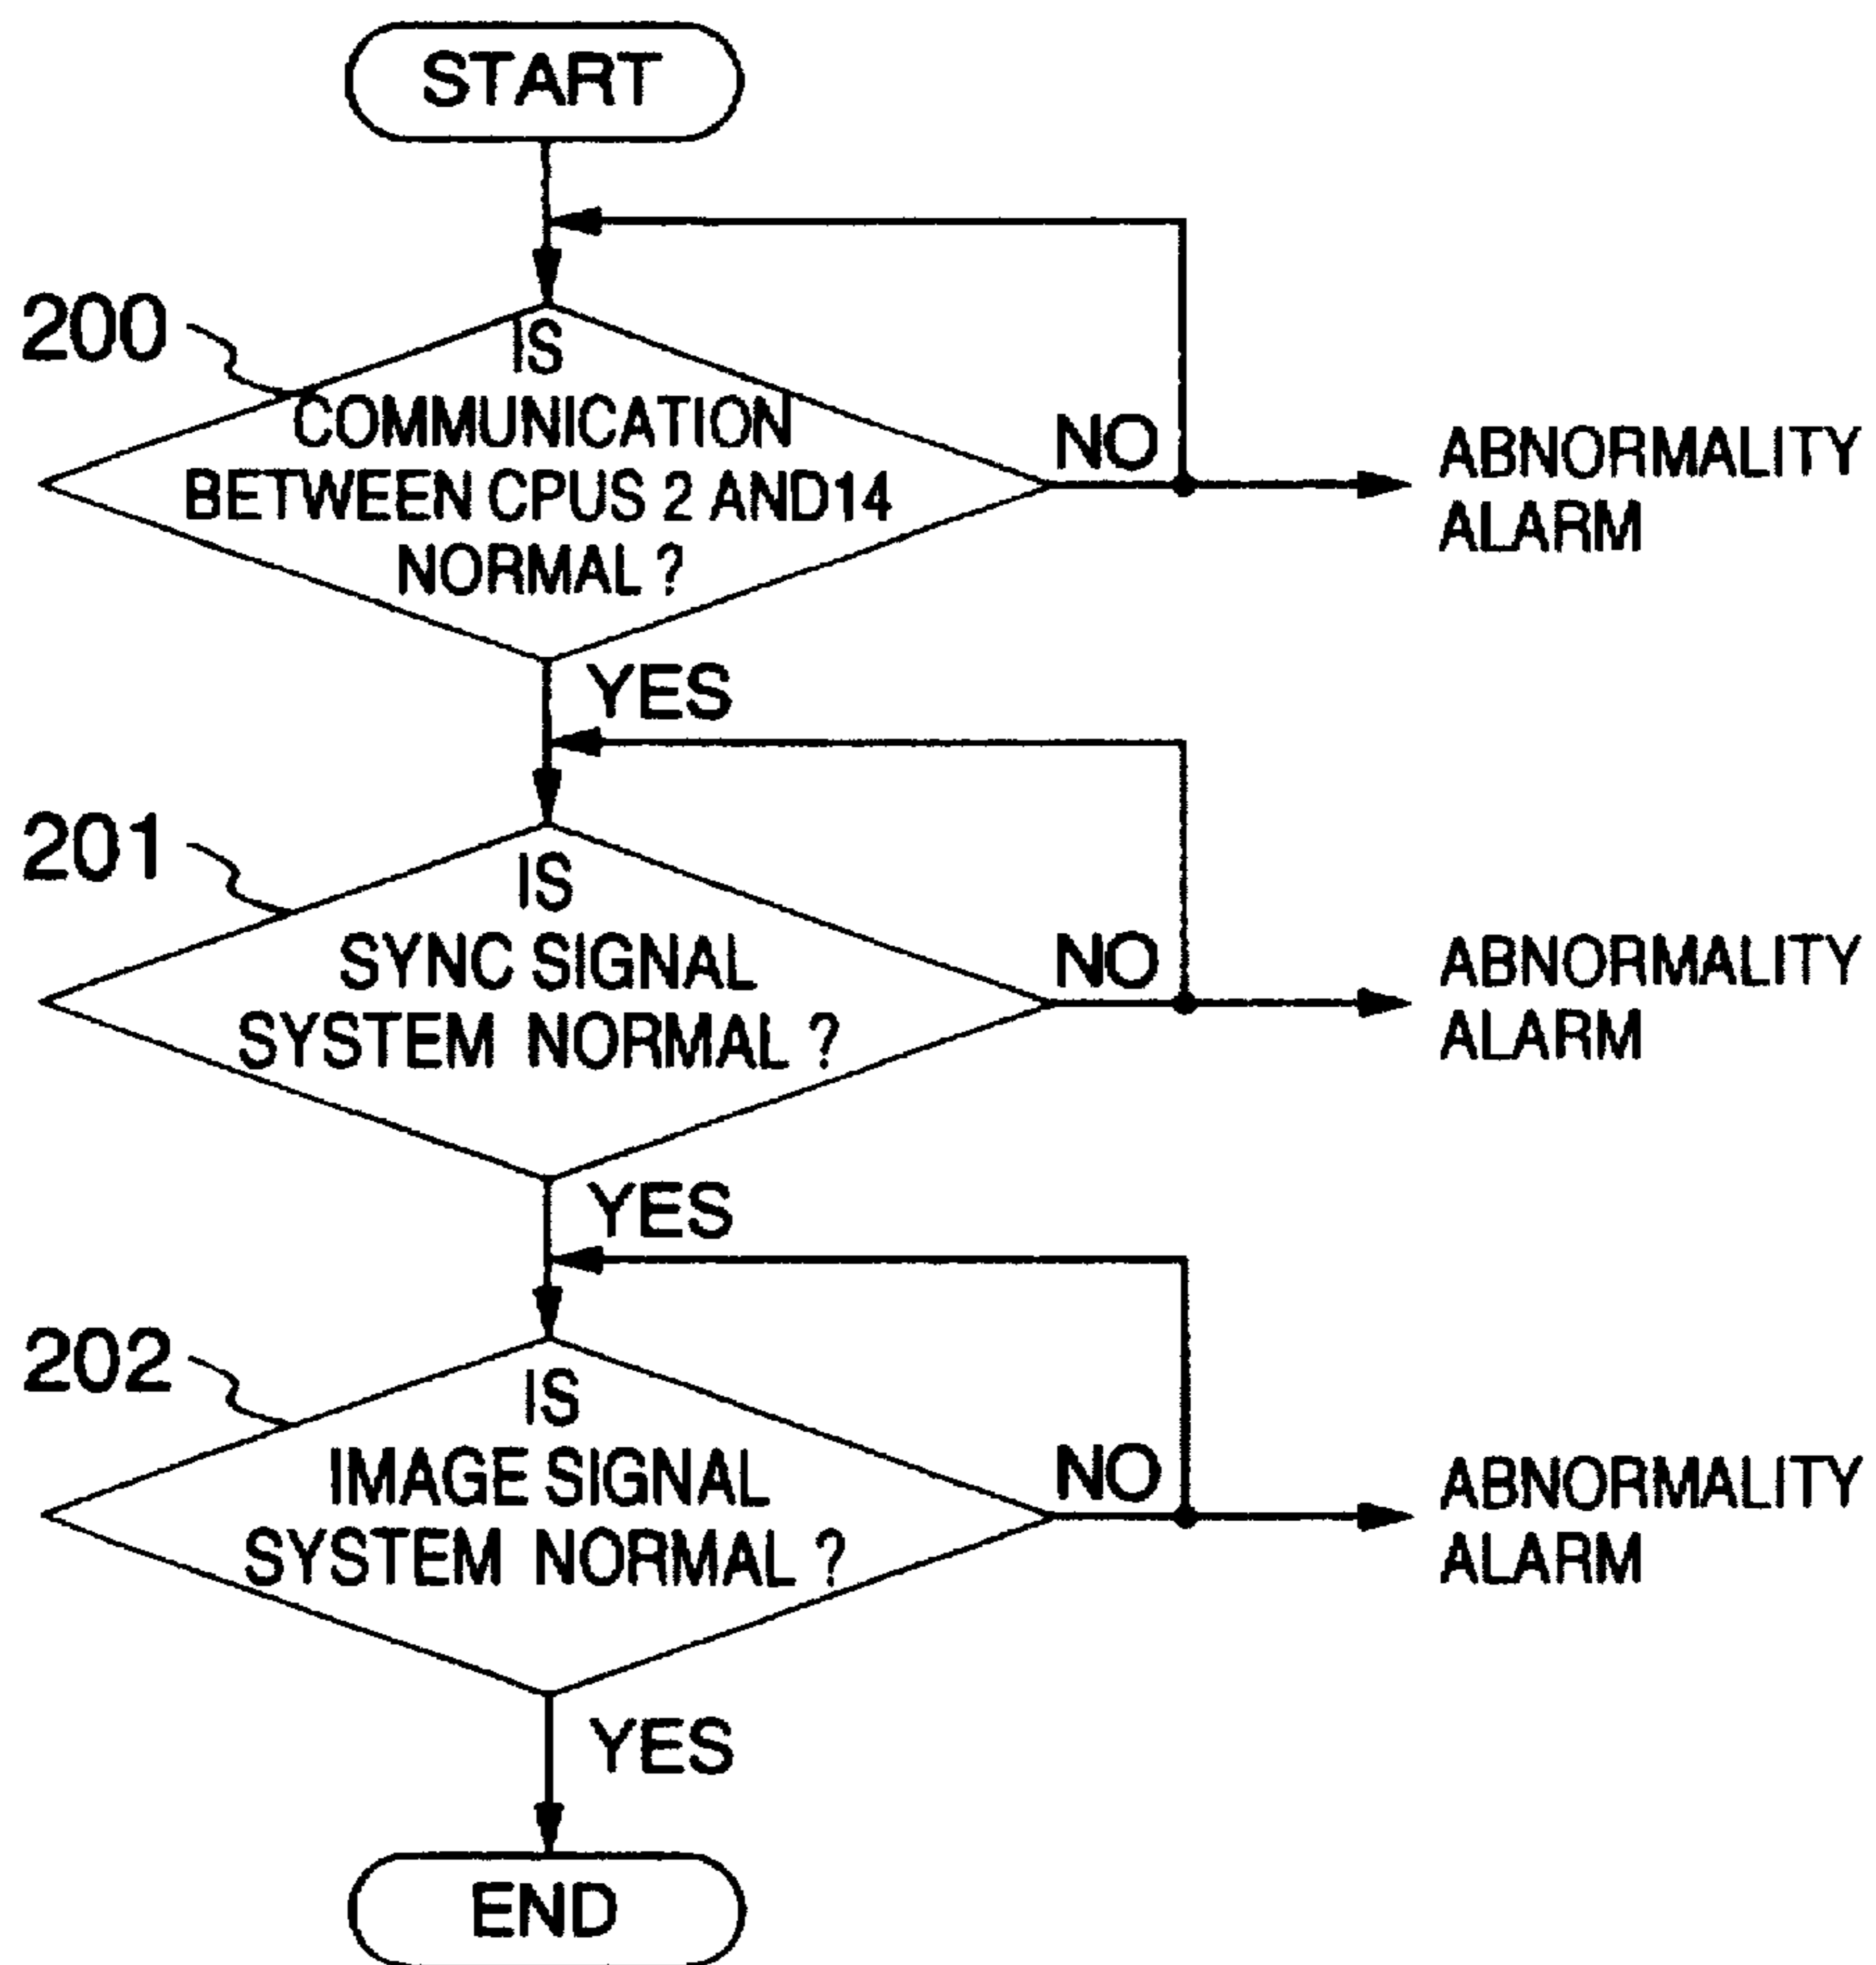 START
200
IS
COMMUNICATION
BETWEEN CPUS 2 AND14
NORMAL ?
NO
ABNORMALITY
ALARM
YES
201
IS
SYNC SIGNAL
SYSTEM NORMAL ?
NO
ABNORMALITY
ALARM
YES
202
IS
IMAGE SIGNAL
SYSTEM NORMAL ?
NO
ABNORMALITY
ALARM
YES
END